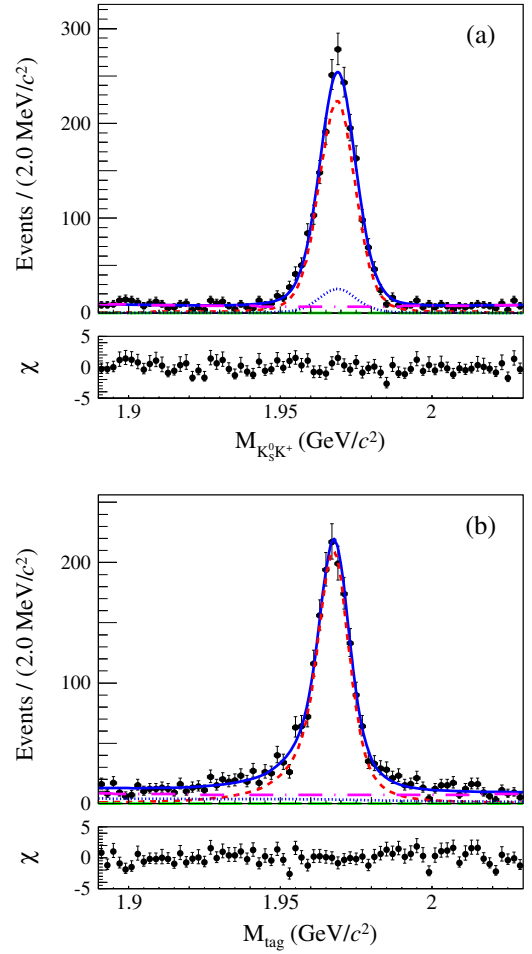 (a)
Events / (2.0 MeV/c²)
300
200
100
0
χ
5
0
-5
1.9 1.95 2
M_{K_S^0 K^+} (GeV/c²)
(b)
Events / (2.0 MeV/c²)
200
100
0
χ
5
0
-5
1.9 1.95 2
M_{tag} (GeV/c²)